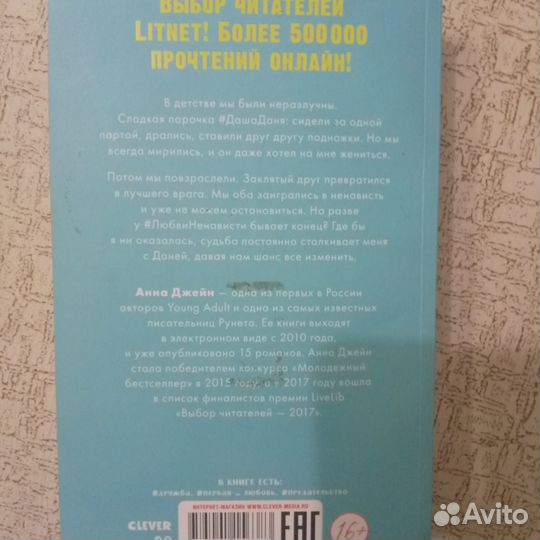 ВЫБОР ЧИТАТЕЛЕЙ
LITNET! БОЛЕЕ 500 000
ПРОЧТЕНИЙ ОНЛАЙН!
В детстве мы были неразлучны.
Сладкая парочка #ДашаДаня: сидели за одной
партой, дрались, ставили друг другу подножки. Но мы
всегда мирились, и он даже хотел на мне жениться.
Потом мы повзрослели. Заклятый друг превратился
в лучшего врага. Мы оба заигрались в ненависть
и уже не можем остановиться. Но разве
у #ЛюбвиНенависти бывает конец? Где бы
я ни оказалась, судьба постоянно сталкивает меня
с Даней, давая нам шанс все изменить.
Анна Джейн — одна из первых в России
авторов Young Adult и одна из самых известных
писательниц Рунета. Ее книги выходят
в электронном виде с 2010 года,
и уже опубликовано 15 романов. Анна Джейн
стала победителем конкурса «Молодежный
бестселлер» в 2015 году, а в 2017 году вошла
в список финалистов премии LiveLib
«Выбор читателей — 2017».
В КНИГЕ ЕСТЬ:
#дружба, #первая _ любовь, #предательство
ИНТЕРНЕТ-МАГАЗИН WWW.CLEVER-MEDIA.RU
CLEVER
EAC
16+
Avito